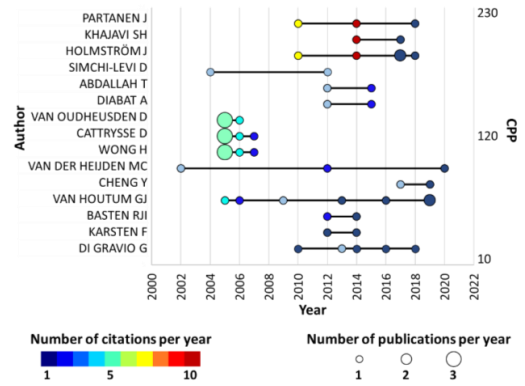 PARTANEN J
KHAJAVI SH
HOLMSTRÖM J
SIMCHI-LEVI D
ABDALLAH T
DIABAT A
VAN OUDHEUSDEN D
CATTRYSSE D
WONG H
VAN DER HEIJDEN MC
CHENG Y
VAN HOUTUM GJ
BASTEN RJI
KARSTEN F
DI GRAVIO G
Author
230
120
10
CPP
2000 2002 2004 2006 2008 2010 2012 2014 2016 2018 2020 2022
Year
Number of citations per year
1 5 10
Number of publications per year
1 2 3